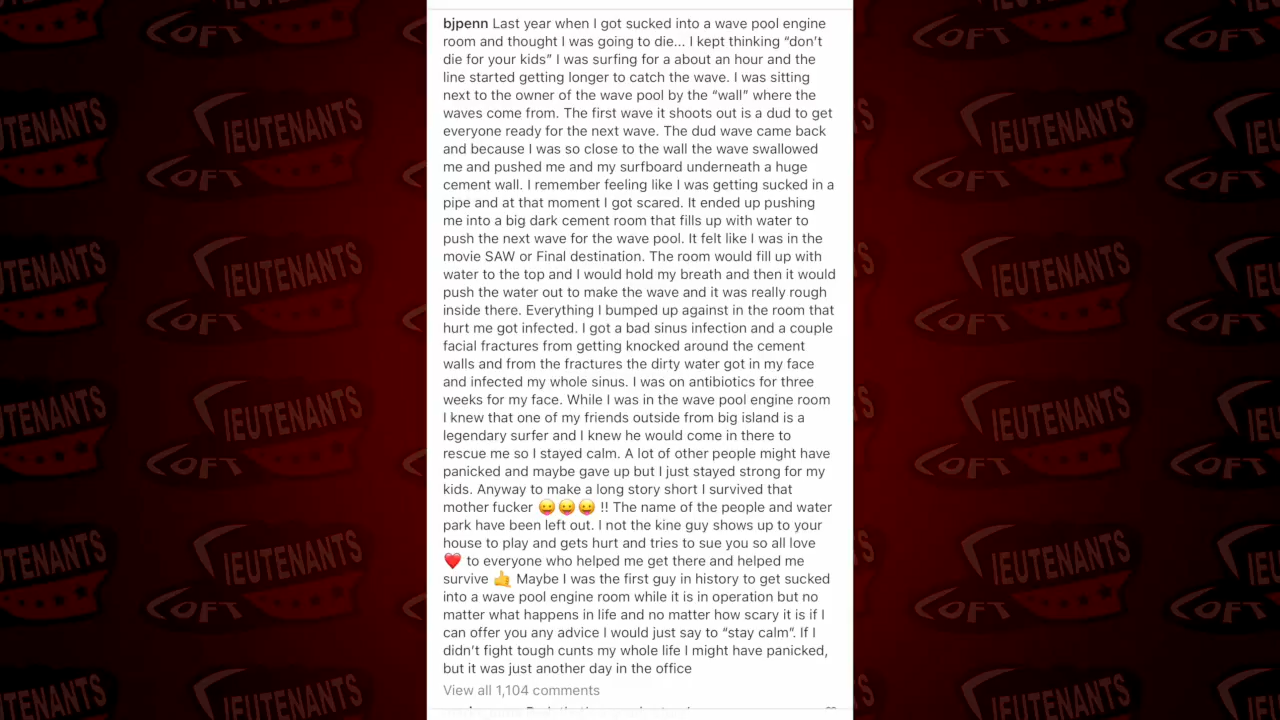 bjpenn Last year when I got sucked into a wave pool engine
room and thought I was going to die... I kept thinking “don't
die for your kids” I was surfing for a about an hour and the
line started getting longer to catch the wave. I was sitting
next to the owner of the wave pool by the “wall” where the
waves come from. The first wave it shoots out is a dud to get
everyone ready for the next wave. The dud wave came back
and because I was so close to the wall the wave swallowed
me and pushed me and my surfboard underneath a huge
cement wall. I remember feeling like I was getting sucked in a
pipe and at that moment I got scared. It ended up pushing
me into a big dark cement room that fills up with water to
push the next wave for the wave pool. It felt like I was in the
movie SAW or Final destination. The room would fill up with
water to the top and I would hold my breath and then it would
push the water out to make the wave and it was really rough
inside there. Everything I bumped up against in the room that
hurt me got infected. I got a bad sinus infection and a couple
facial fractures from getting knocked around the cement
walls and from the fractures the dirty water got in my face
and infected my whole sinus. I was on antibiotics for three
weeks for my face. While I was in the wave pool engine room
I knew that one of my friends outside from big island is a
legendary surfer and I knew he would come in there to
rescue me so I stayed calm. A lot of other people might have
panicked and maybe gave up but I just stayed strong for my
kids. Anyway to make a long story short I survived that
mother fucker 😛😛😛 !! The name of the people and water
park have been left out. I not the kine guy shows up to your
house to play and gets hurt and tries to sue you so all love
❤️ to everyone who helped me get there and helped me
survive 🤙 Maybe I was the first guy in history to get sucked
into a wave pool engine room while it is in operation but no
matter what happens in life and no matter how scary it is if I
can offer you any advice I would just say to “stay calm”. If I
didn't fight tough cunts my whole life I might have panicked,
but it was just another day in the office
View all 1,104 comments
LIEUTENANTS
LOFT